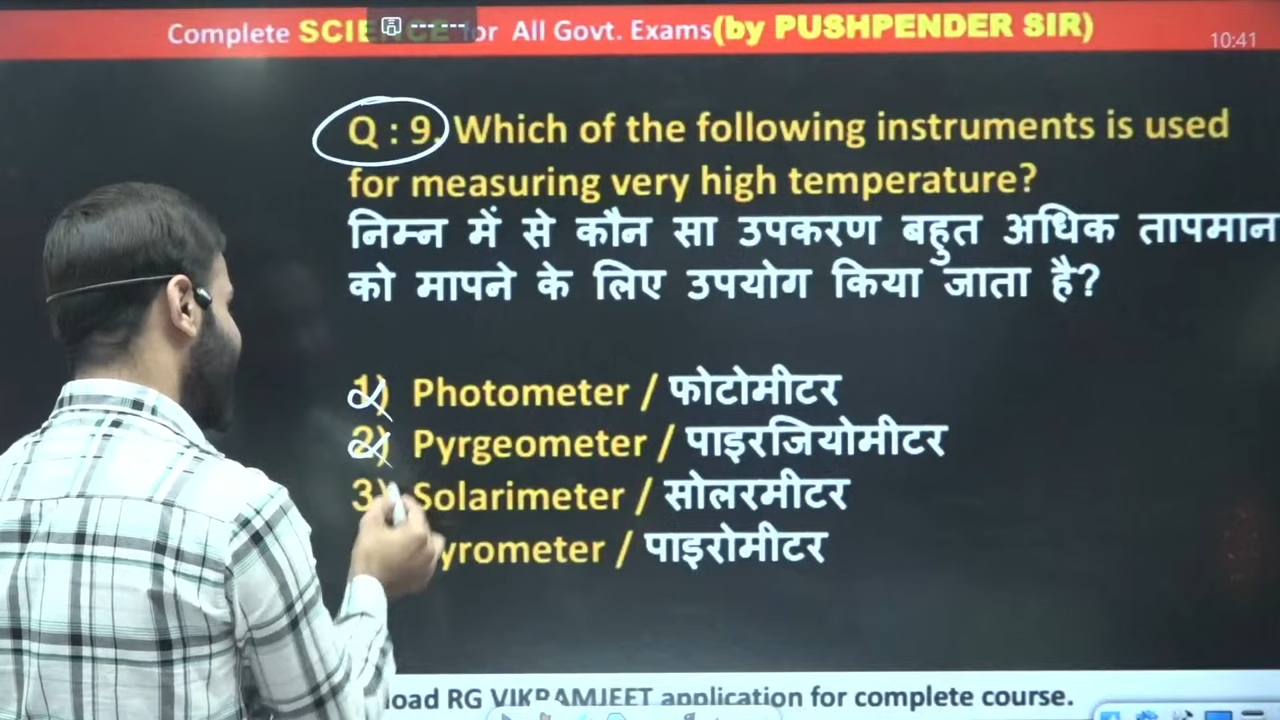 Complete SCIENCE for All Govt. Exams(by PUSHPENDER SIR)
10:41
Q : 9. Which of the following instruments is used
for measuring very high temperature?
निम्न में से कौन सा उपकरण बहुत अधिक तापमान
को मापने के लिए उपयोग किया जाता है?
1) Photometer / फोटोमीटर
2) Pyrgeometer / पाइरजियोमीटर
3) Solarimeter / सोलरमीटर
yrometer / पाइरोमीटर
load RG VIKRAMJEET application for complete course.